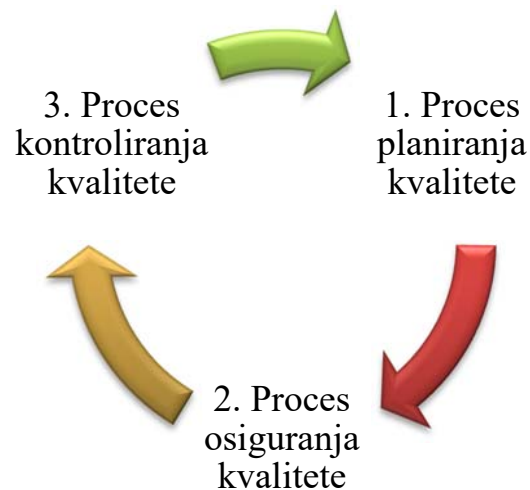 3. Proces
kontroliranja
kvalitete
1. Proces
planiranja
kvalitete
2. Proces
osiguranja
kvalitete